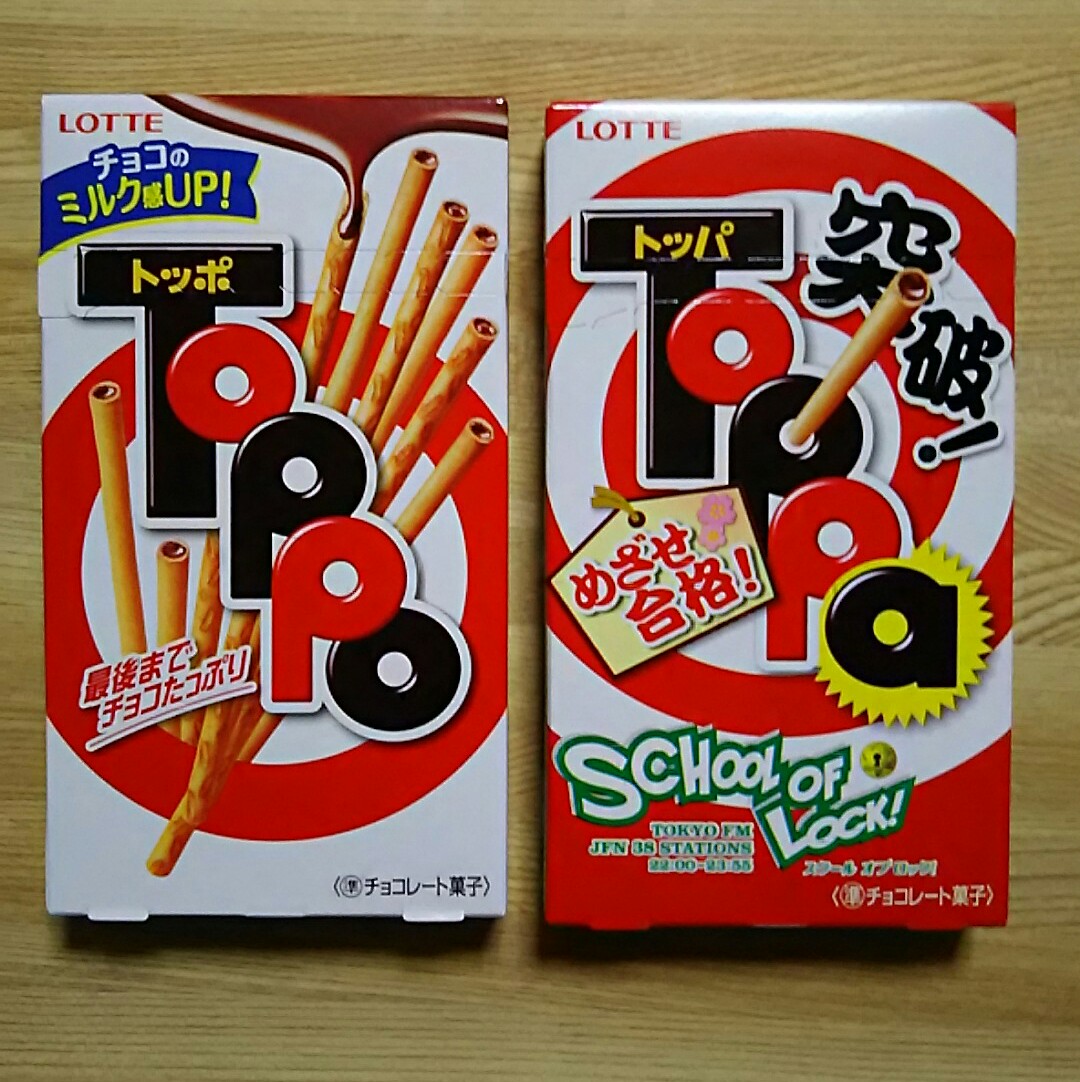 LOTTE
チョコの
ミルク感UP!
トッポ
TOPPO
最後まで
チョコたっぷり
〈㊜チョコレート菓子〉
LOTTE
トッパ
TOPPa
突破!
めざせ
合格!
SCHOOL OF
LOCK!
TOKYO FM
JFN 38 STATIONS
22:00-23:55
スクール オブ ロック!
〈準チョコレート菓子〉